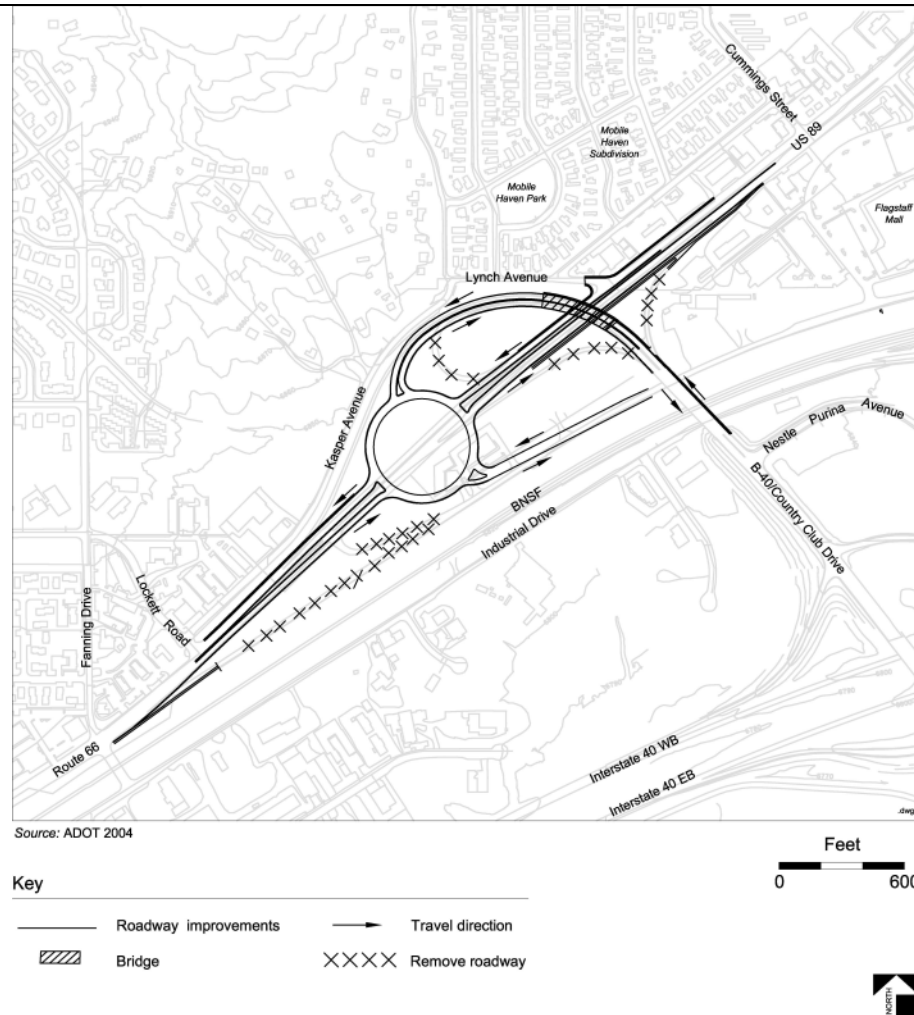 Cummings Street
US 89
Mobile
Haven
Subdivision
Mobile
Haven Park
Flagstaff
Mall
Lynch Avenue
Kasper Avenue
Nestle Purina Avenue
BNSF
Industrial Drive
B-40/Country Club Drive
Lockett Road
Fanning Drive
Route 66
Interstate 40 WB
Interstate 40 EB
.dwg
Source: ADOT 2004
Feet
0 600
Key
Roadway improvements
Travel direction
Bridge
Remove roadway
NORTH